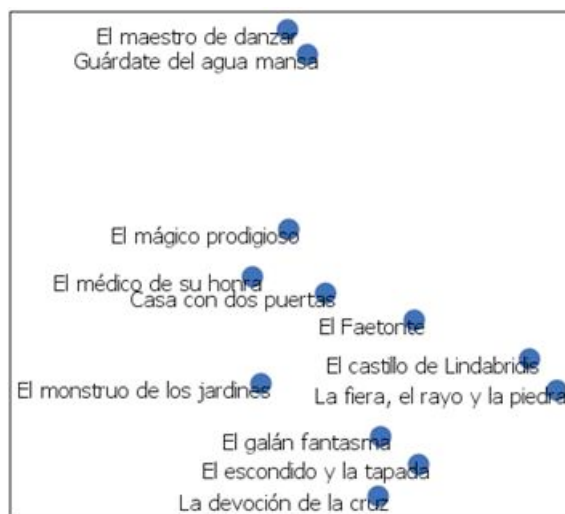 El maestro de danzar
Guárdate del agua mansa
El mágico prodigioso
El médico de su honra
Casa con dos puertas
El Faetonte
El castillo de Lindabridis
La fiera, el rayo y la piedra
El monstruo de los jardines
El galán fantasma
El escondido y la tapada
La devoción de la cruz